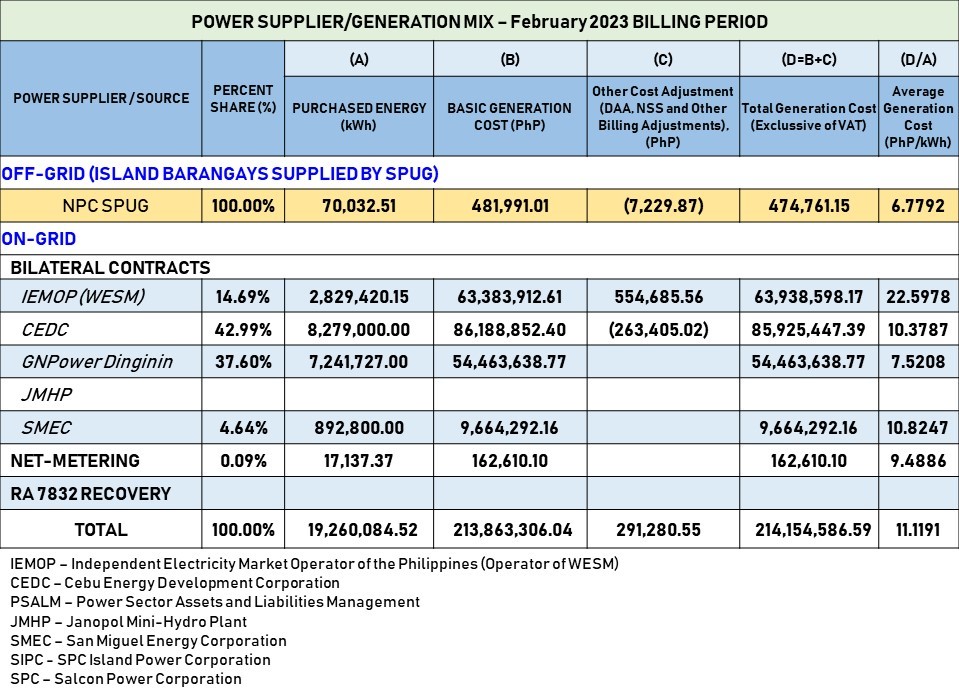 POWER SUPPLIER/GENERATION MIX – February 2023 BILLING PERIOD
POWER SUPPLIER / SOURCE
PERCENT
SHARE (%)
(A)
(B)
(C)
(D=B+C)
(D/A)
PURCHASED ENERGY
(kWh)
BASIC GENERATION
COST (PhP)
Other Cost Adjustment
(DAA, NSS and Other
Billing Adjustments),
(PhP)
Total Generation Cost
(Exclussive of VAT)
Average
Generation
Cost
(PhP/kWh)
OFF-GRID (ISLAND BARANGAYS SUPPLIED BY SPUG)
NPC SPUG 100.00% 70,032.51 481,991.01 (7,229.87) 474,761.15 6.7792
ON-GRID
BILATERAL CONTRACTS
IEMOP (WESM) 14.69% 2,829,420.15 63,383,912.61 554,685.56 63,938,598.17 22.5978
CEDC 42.99% 8,279,000.00 86,188,852.40 (263,405.02) 85,925,447.39 10.3787
GNPower Dinginin 37.60% 7,241,727.00 54,463,638.77 54,463,638.77 7.5208
JMHP
SMEC 4.64% 892,800.00 9,664,292.16 9,664,292.16 10.8247
NET-METERING 0.09% 17,137.37 162,610.10 162,610.10 9.4886
RA 7832 RECOVERY
TOTAL 100.00% 19,260,084.52 213,863,306.04 291,280.55 214,154,586.59 11.1191
IEMOP – Independent Electricity Market Operator of the Philippines (Operator of WESM)
CEDC – Cebu Energy Development Corporation
PSALM – Power Sector Assets and Liabilities Management
JMHP – Janopol Mini-Hydro Plant
SMEC – San Miguel Energy Corporation
SIPC - SPC Island Power Corporation
SPC – Salcon Power Corporation